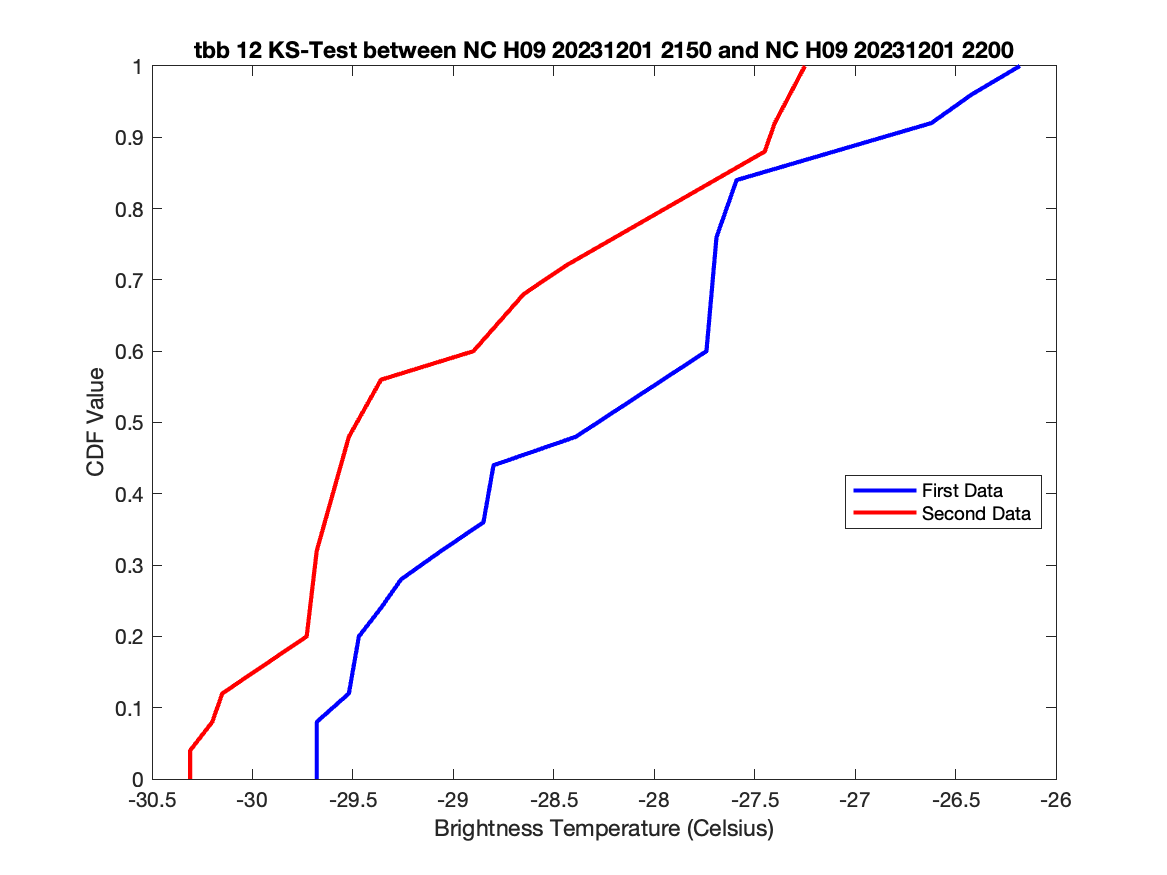 tbb 12 KS-Test between NC H09 20231201 2150 and NC H09 20231201 2200
1
0.9
0.8
0.7
0.6
0.5
0.4
0.3
0.2
0.1
0
CDF Value
First Data
Second Data
-30.5 -30 -29.5 -29 -28.5 -28 -27.5 -27 -26.5 -26
Brightness Temperature (Celsius)